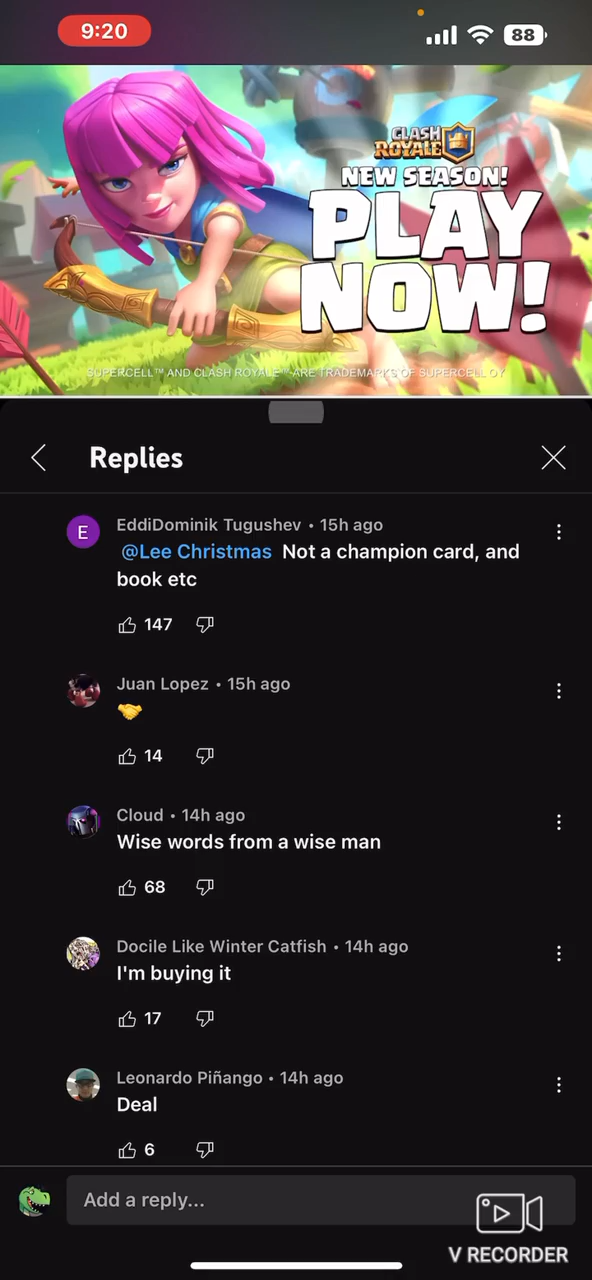 9:20
88
CLASH
ROYALE
NEW SEASON!
PLAY
NOW!
SUPERCELL™ AND CLASH ROYALE™ ARE TRADEMARKS OF SUPERCELL OY
Replies
EddiDominik Tugushev • 15h ago
@Lee Christmas Not a champion card, and
book etc
147
Juan Lopez • 15h ago
🤝
14
Cloud • 14h ago
Wise words from a wise man
68
Docile Like Winter Catfish • 14h ago
I'm buying it
17
Leonardo Piñango • 14h ago
Deal
6
E
Add a reply...
V RECORDER